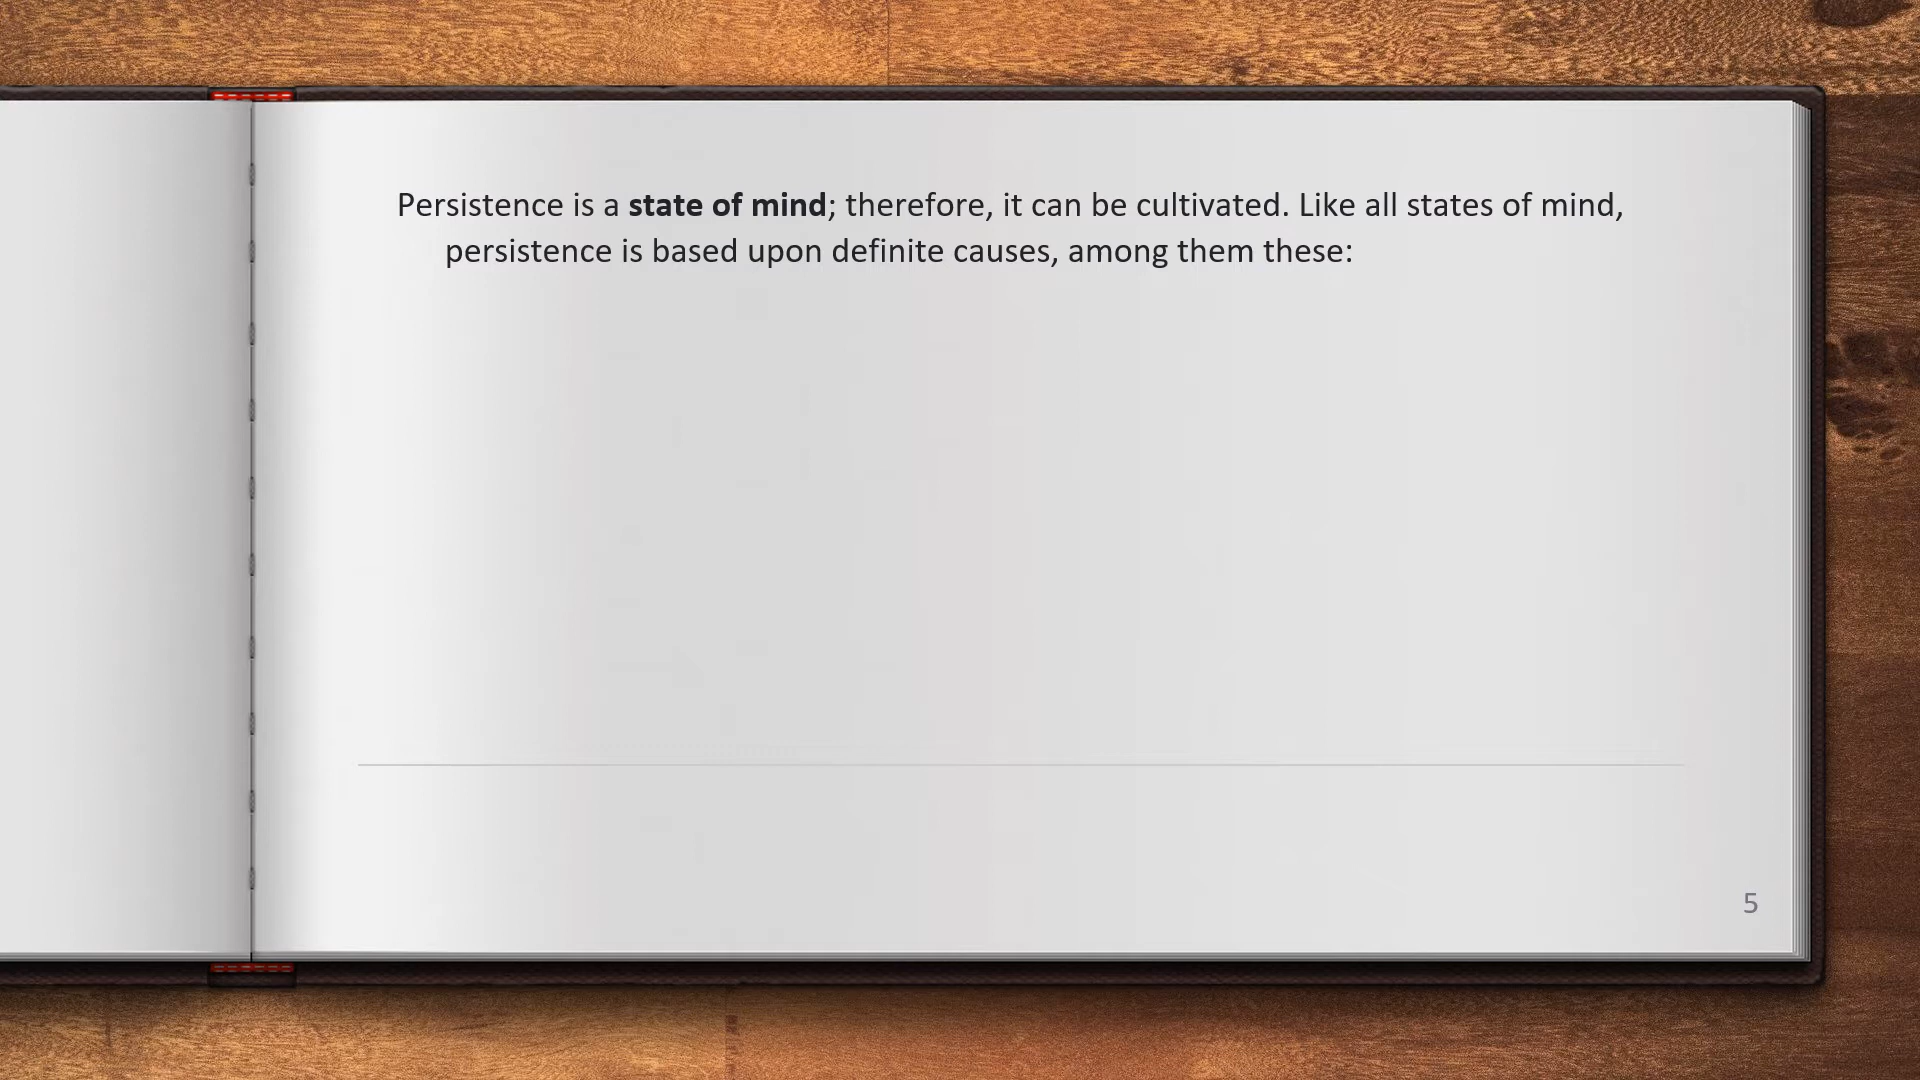 Persistence is a state of mind; therefore, it can be cultivated. Like all states of mind,
persistence is based upon definite causes, among them these:
5